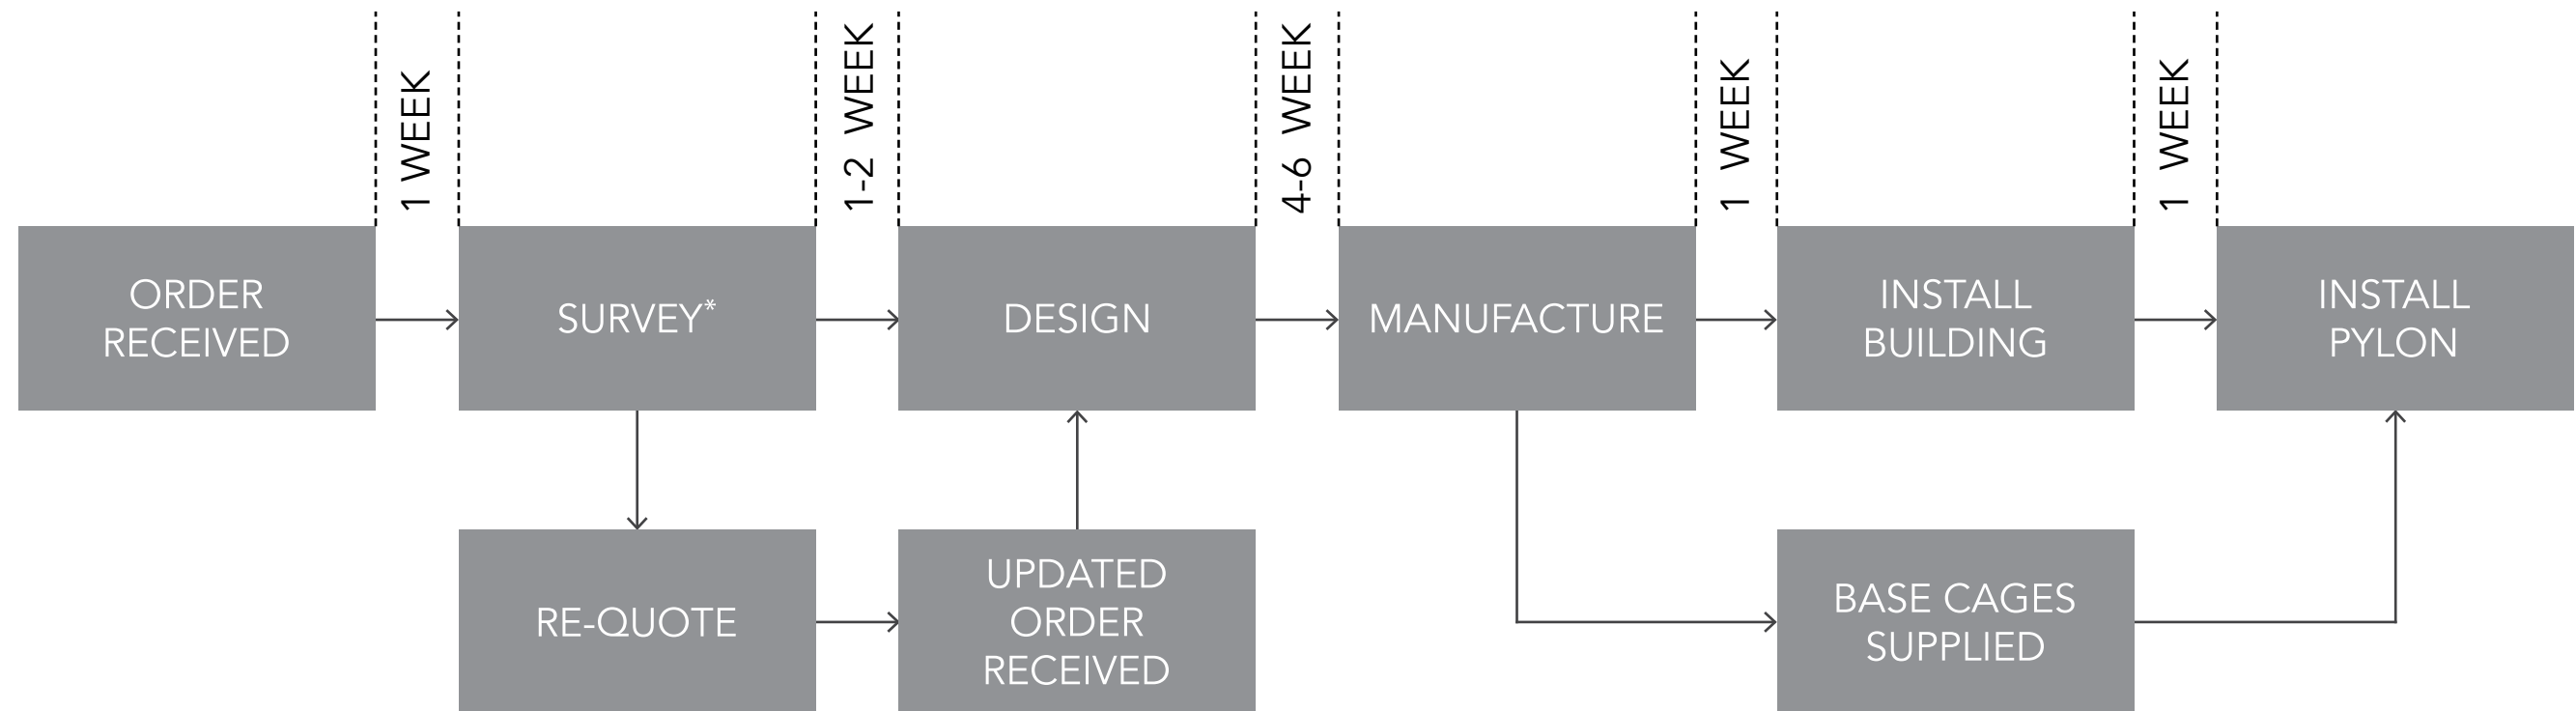 1 WEEK
1-2 WEEK
4-6 WEEK
1 WEEK
1 WEEK
ORDER
RECEIVED
SURVEY*
DESIGN
MANUFACTURE
INSTALL
BUILDING
INSTALL
PYLON
RE-QUOTE
UPDATED
ORDER
RECEIVED
BASE CAGES
SUPPLIED